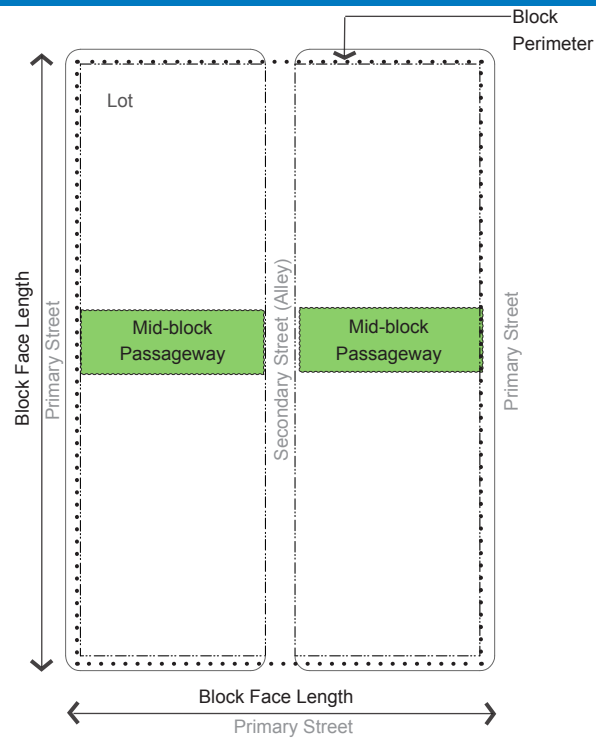 Block
Perimeter
Lot
Block Face Length
Primary Street
Mid-block
Passageway
Secondary Street (Alley)
Mid-block
Passageway
Primary Street
Block Face Length
Primary Street